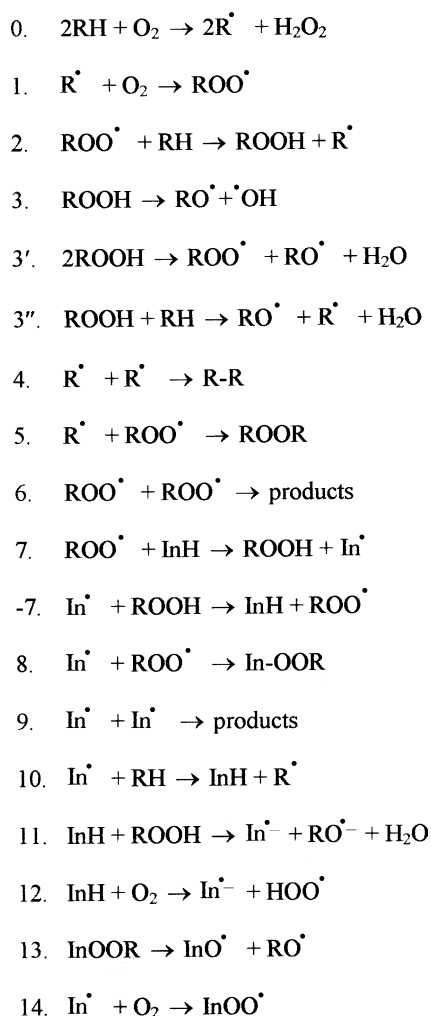 0. 2RH + O₂ → 2R• + H₂O₂
1. R• + O₂ → ROO•
2. ROO• + RH → ROOH + R•
3. ROOH → RO•+•OH
3′. 2ROOH → ROO• + RO• + H₂O
3″. ROOH + RH → RO• + R• + H₂O
4. R• + R• → R-R
5. R• + ROO• → ROOR
6. ROO• + ROO• → products
7. ROO• + InH → ROOH + In•
-7. In• + ROOH → InH + ROO•
8. In• + ROO• → In-OOR
9. In• + In• → products
10. In• + RH → InH + R•
11. InH + ROOH → In•⁻ + RO•⁻ + H₂O
12. InH + O₂ → In•⁻ + HOO•
13. InOOR → InO• + RO•
14. In• + O₂ → InOO•